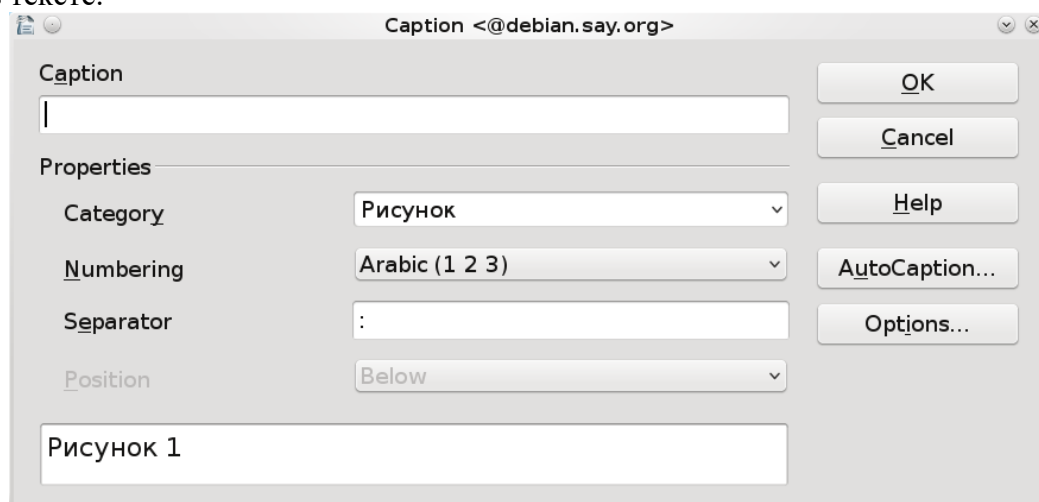 Caption <@debian.say.org>
Caption
OK
Cancel
Properties
Category
Рисунок
Help
Numbering
Arabic (1 2 3)
AutoCaption...
Separator
:
Options...
Position
Below
Рисунок 1